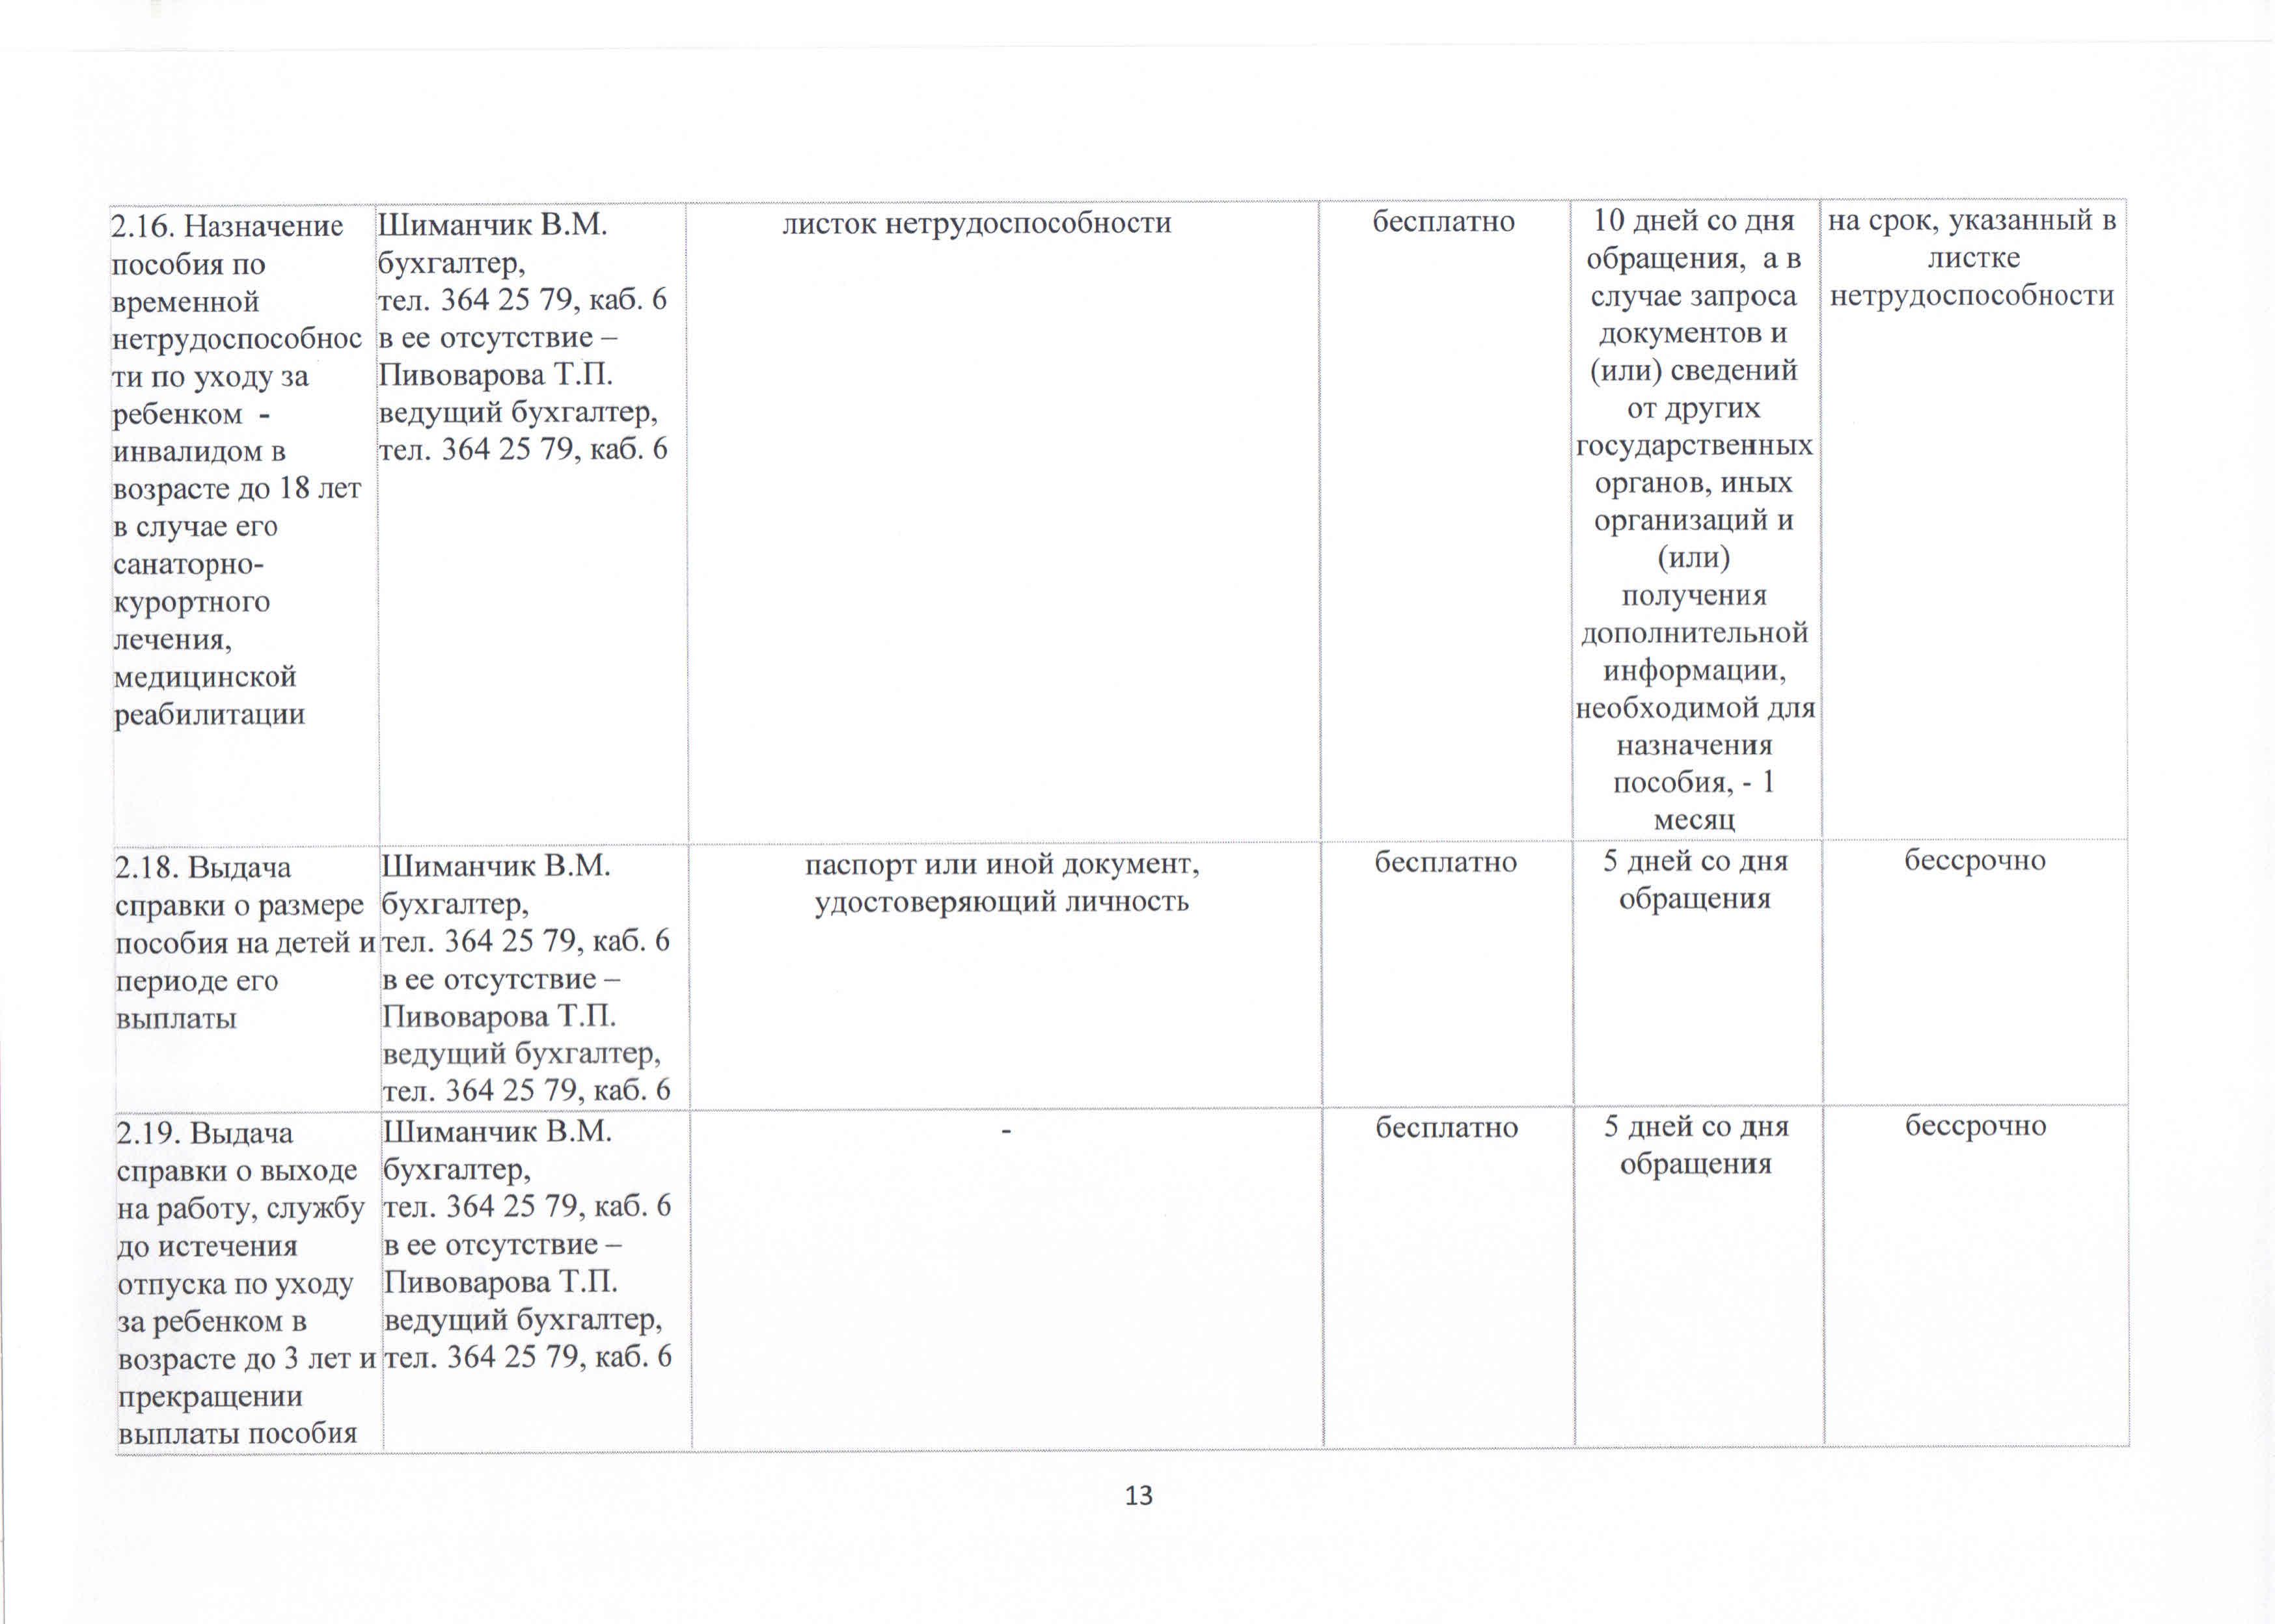 2.16. Назначение
пособия по
временной
нетрудоспособнос
ти по уходу за
ребенком  -
инвалидом в
возрасте до 18 лет
в случае его
санаторно-
курортного
лечения,
медицинской
реабилитации
Шиманчик В.М.
бухгалтер,
тел. 364 25 79, каб. 6
в ее отсутствие –
Пивоварова Т.П.
ведущий бухгалтер,
тел. 364 25 79, каб. 6
листок нетрудоспособности
бесплатно
10 дней со дня
обращения,  а в
случае запроса
документов и
(или) сведений
от других
государственных
органов, иных
организаций и
(или)
получения
дополнительной
информации,
необходимой для
назначения
пособия, - 1
месяц
на срок, указанный в
листке
нетрудоспособности
2.18. Выдача
справки о размере
пособия на детей и
периоде его
выплаты
Шиманчик В.М.
бухгалтер,
тел. 364 25 79, каб. 6
в ее отсутствие –
Пивоварова Т.П.
ведущий бухгалтер,
тел. 364 25 79, каб. 6
паспорт или иной документ,
удостоверяющий личность
бесплатно
5 дней со дня
обращения
бессрочно
2.19. Выдача
справки о выходе
на работу, службу
до истечения
отпуска по уходу
за ребенком в
возрасте до 3 лет и
прекращении
выплаты пособия
Шиманчик В.М.
бухгалтер,
тел. 364 25 79, каб. 6
в ее отсутствие –
Пивоварова Т.П.
ведущий бухгалтер,
тел. 364 25 79, каб. 6
-
бесплатно
5 дней со дня
обращения
бессрочно
13